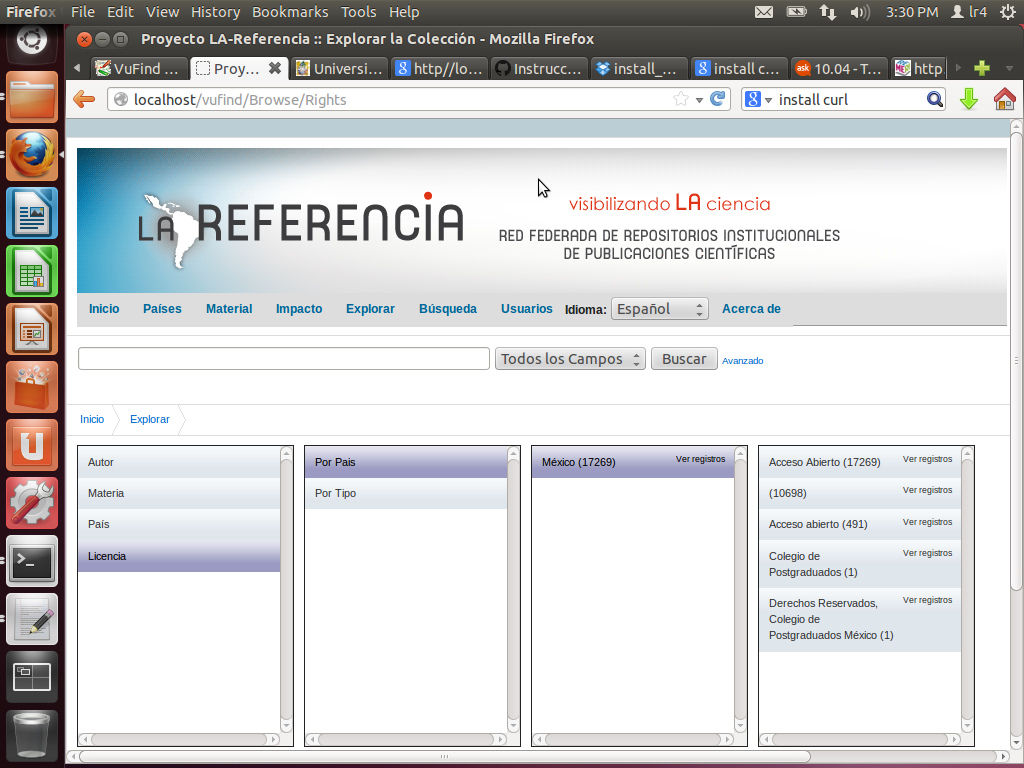 Firefox File Edit View History Bookmarks Tools Help 3:30 PM lr4
Proyecto LA-Referencia :: Explorar la Colección - Mozilla Firefox
VuFind ... Proy... Universi... http//lo... Instrucc... install_... install c... ask 10.04 - T... http:
localhost/vufind/Browse/Rights
install curl
LA REFERENCIA
visibilizando LA ciencia
RED FEDERADA DE REPOSITORIOS INSTITUCIONALES
DE PUBLICACIONES CIENTÍFICAS
Inicio Países Material Impacto Explorar Búsqueda Usuarios Idioma: Español Acerca de
Todos los Campos Buscar Avanzado
Inicio Explorar
Autor
Materia
País
Licencia
Por Pais
Por Tipo
México (17269) Ver registros
Acceso Abierto (17269) Ver registros
(10698) Ver registros
Acceso abierto (491) Ver registros
Colegio de Ver registros
Postgraduados (1)
Derechos Reservados, Ver registros
Colegio de
Postgraduados México (1)